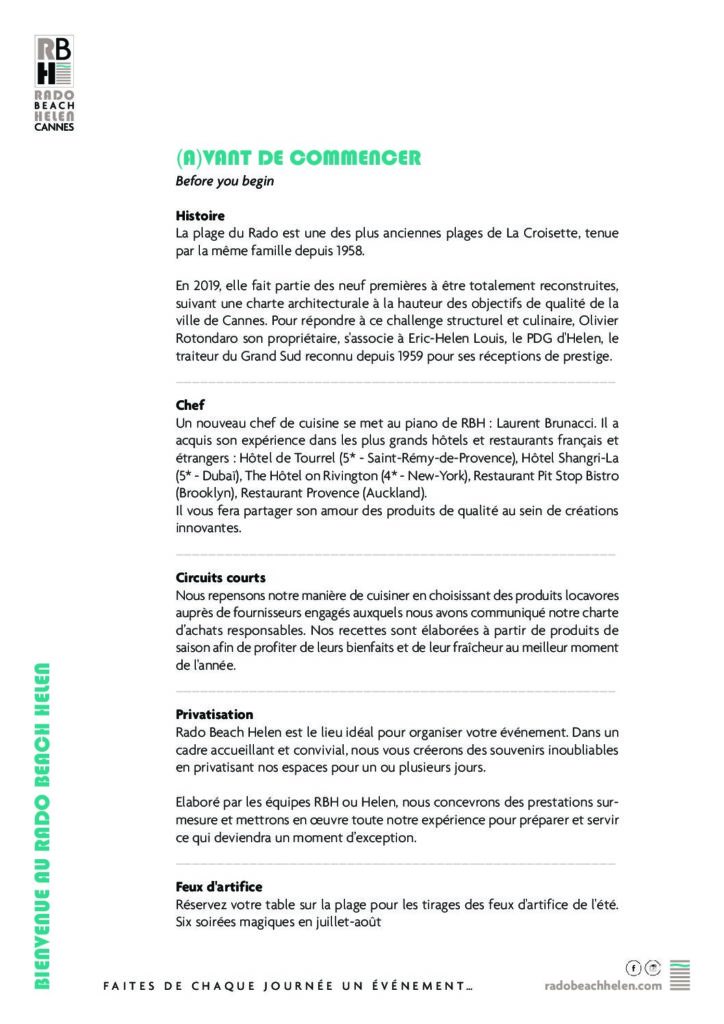 RB
H
RADO
BEACH
HELEN
CANNES
(A)VANT DE COMMENCER
Before you begin
Histoire
La plage du Rado est une des plus anciennes plages de La Croisette, tenue
par la même famille depuis 1958.
En 2019, elle fait partie des neuf premières à être totalement reconstruites,
suivant une charte architecturale à la hauteur des objectifs de qualité de la
ville de Cannes. Pour répondre à ce challenge structurel et culinaire, Olivier
Rotondaro son propriétaire, s'associe à Eric-Helen Louis, le PDG d'Helen, le
traiteur du Grand Sud reconnu depuis 1959 pour ses réceptions de prestige.
Chef
Un nouveau chef de cuisine se met au piano de RBH : Laurent Brunacci. Il a
acquis son expérience dans les plus grands hôtels et restaurants français et
étrangers : Hôtel de Tourrel (5* - Saint-Rémy-de-Provence), Hôtel Shangri-La
(5* - Dubaï), The Hôtel on Rivington (4* - New-York), Restaurant Pit Stop Bistro
(Brooklyn), Restaurant Provence (Auckland).
Il vous fera partager son amour des produits de qualité au sein de créations
innovantes.
Circuits courts
Nous repensons notre manière de cuisiner en choisissant des produits locavores
auprès de fournisseurs engagés auxquels nous avons communiqué notre charte
d'achats responsables. Nos recettes sont élaborées à partir de produits de
saison afin de profiter de leurs bienfaits et de leur fraîcheur au meilleur moment
de l'année.
Privatisation
Rado Beach Helen est le lieu idéal pour organiser votre événement. Dans un
cadre accueillant et convivial, nous vous créerons des souvenirs inoubliables
en privatisant nos espaces pour un ou plusieurs jours.
Elaboré par les équipes RBH ou Helen, nous concevrons des prestations sur-
mesure et mettrons en œuvre toute notre expérience pour préparer et servir
ce qui deviendra un moment d'exception.
Feux d'artifice
Réservez votre table sur la plage pour les tirages des feux d'artifice de l'été.
Six soirées magiques en juillet-août
BIENVENUE AU RADO BEACH HELEN
FAITES DE CHAQUE JOURNÉE UN ÉVÉNEMENT...
radobeachhelen.com